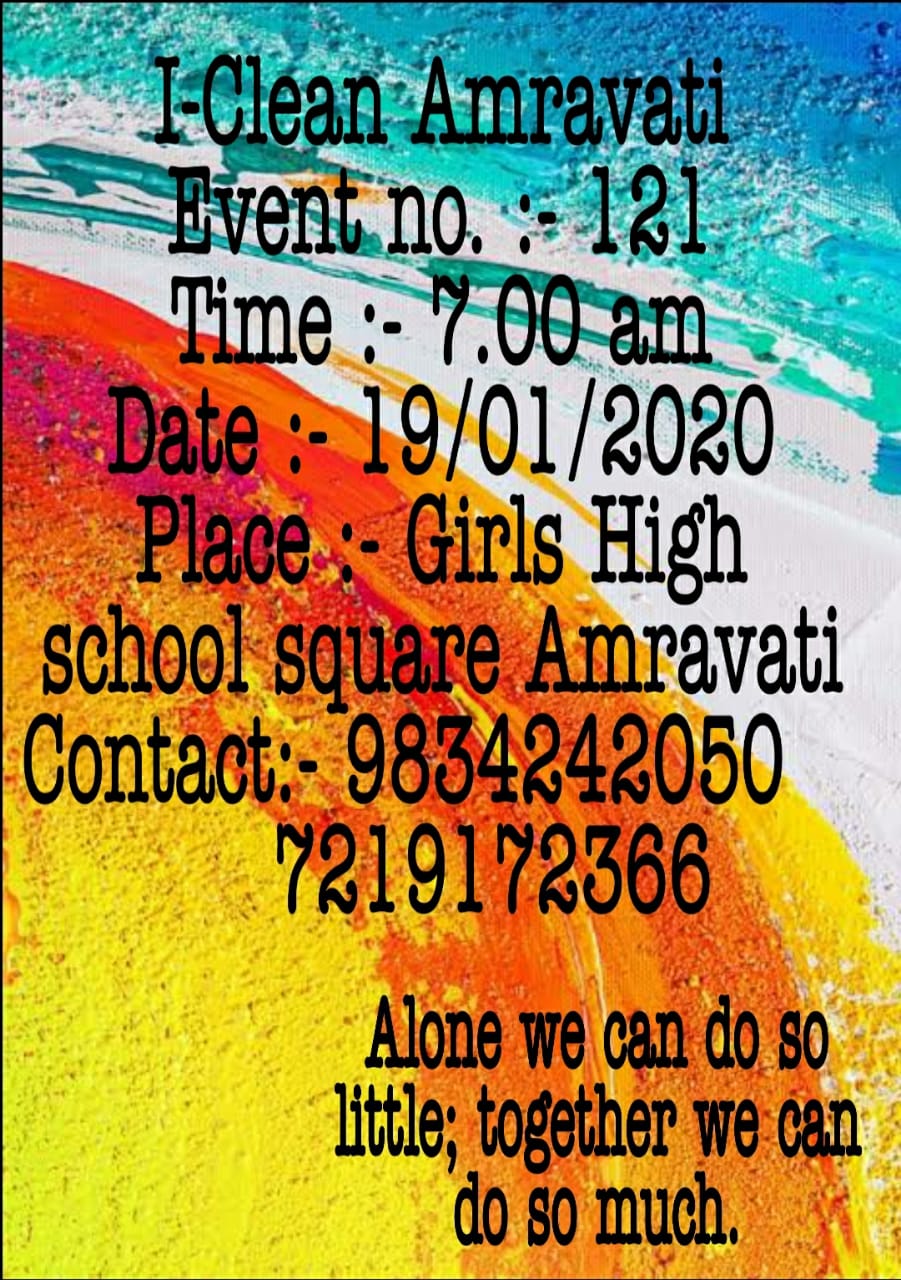 I-Clean Amravati
Event no. :- 121
Time :- 7.00 am
Date :- 19/01/2020
Place :- Girls High
school square Amravati
Contact:- 9834242050
7219172366
Alone we can do so
little; together we can
do so much.